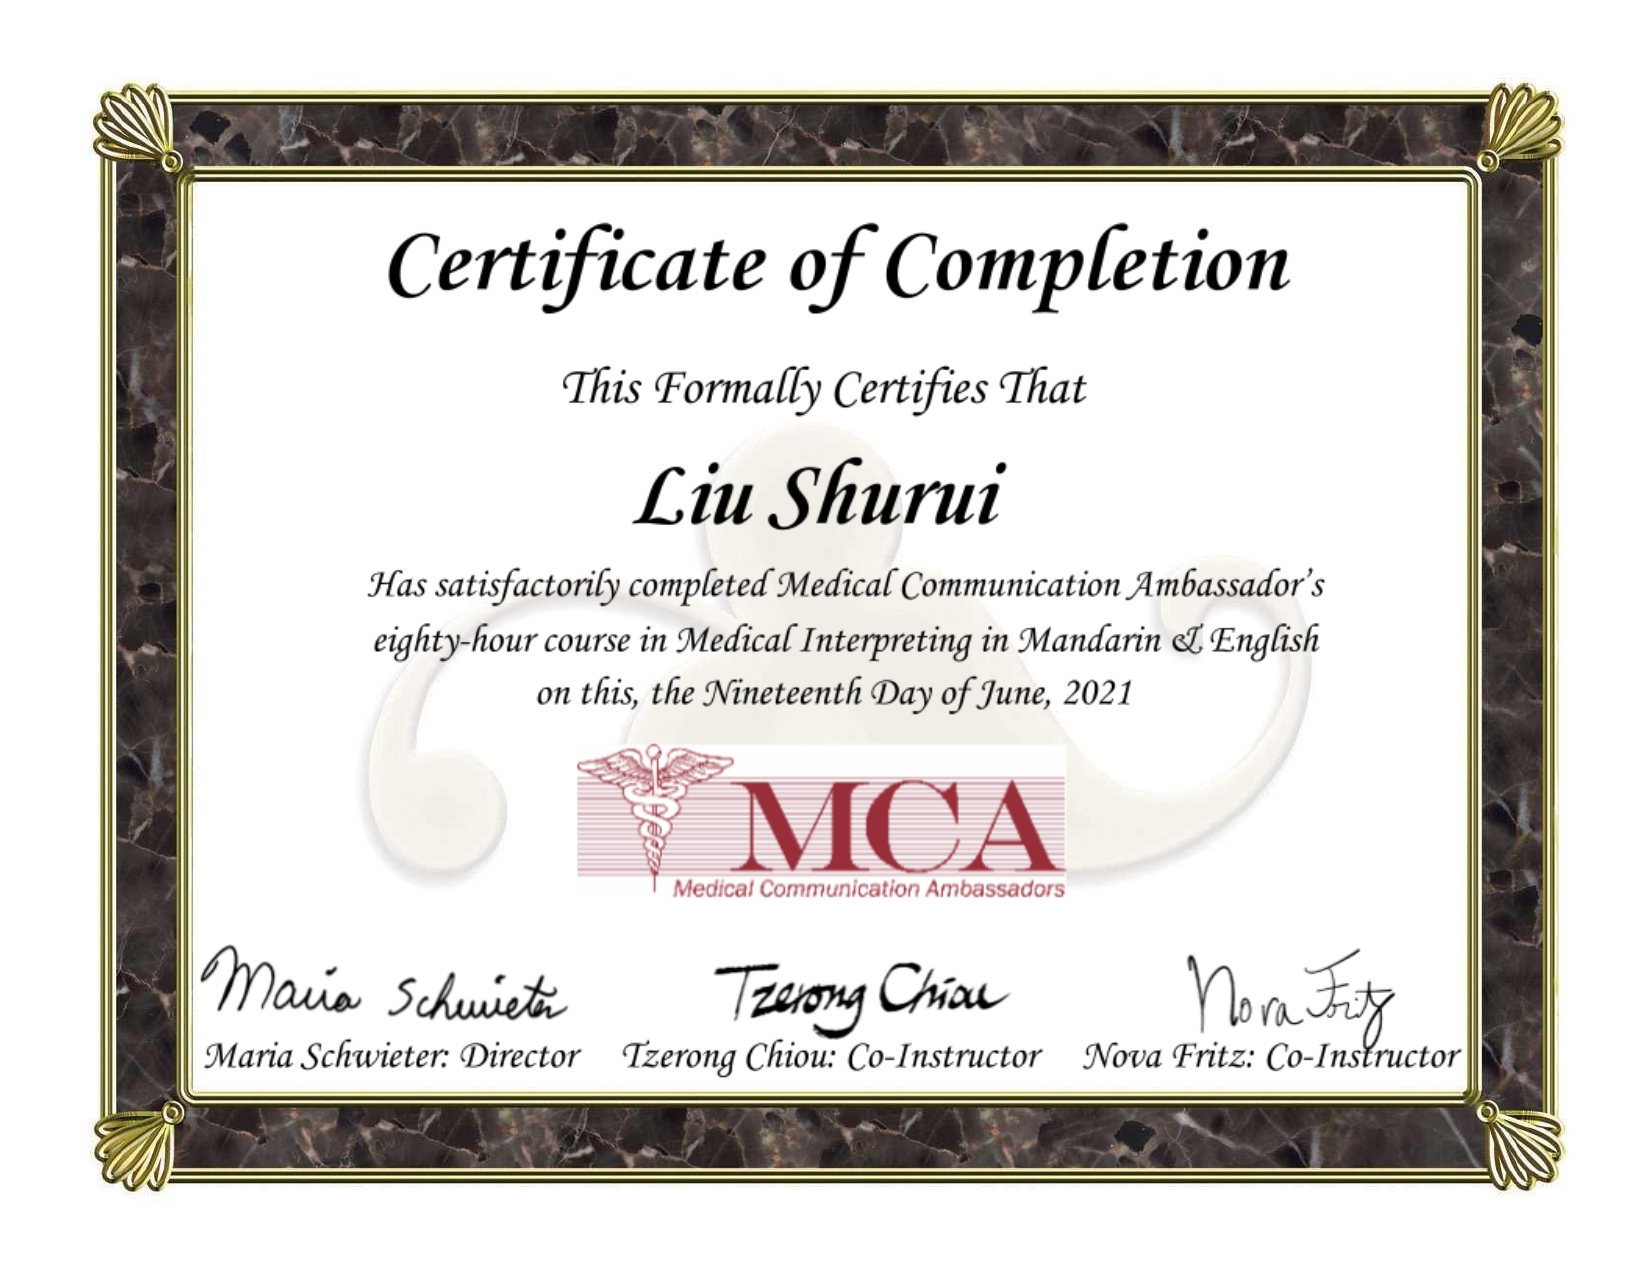 Certificate of Completion
This Formally Certifies That
Liu Shurui
Has satisfactorily completed Medical Communication Ambassador's
eighty-hour course in Medical Interpreting in Mandarin & English
on this, the Nineteenth Day of June, 2021
MCA
Medical Communication Ambassadors
Maria Schwieter Tzerong Chiou Nova Fritz
Maria Schwieter: Director Tzerong Chiou: Co-Instructor Nova Fritz: Co-Instructor